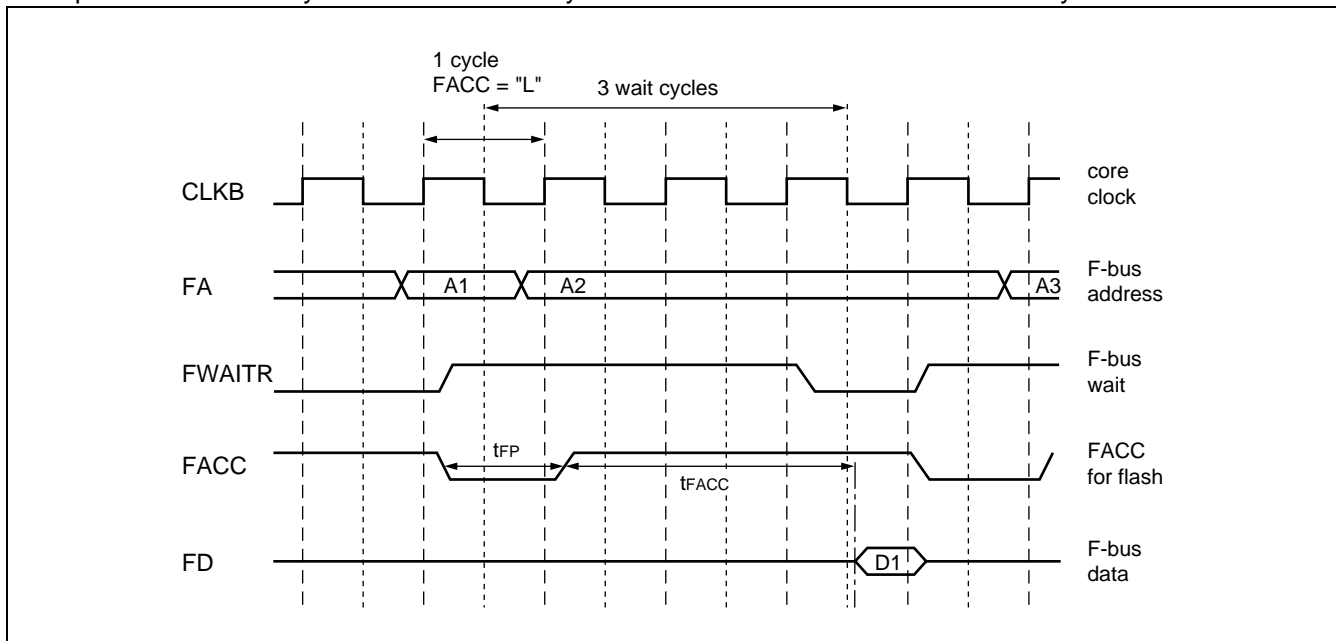 1 cycle
FACC = "L"
3 wait cycles
CLKB
core
clock
FA
A1
A2
A3
F-bus
address
FWAITR
F-bus
wait
FACC
tFP
tFACC
FACC
for flash
FD
D1
F-bus
data